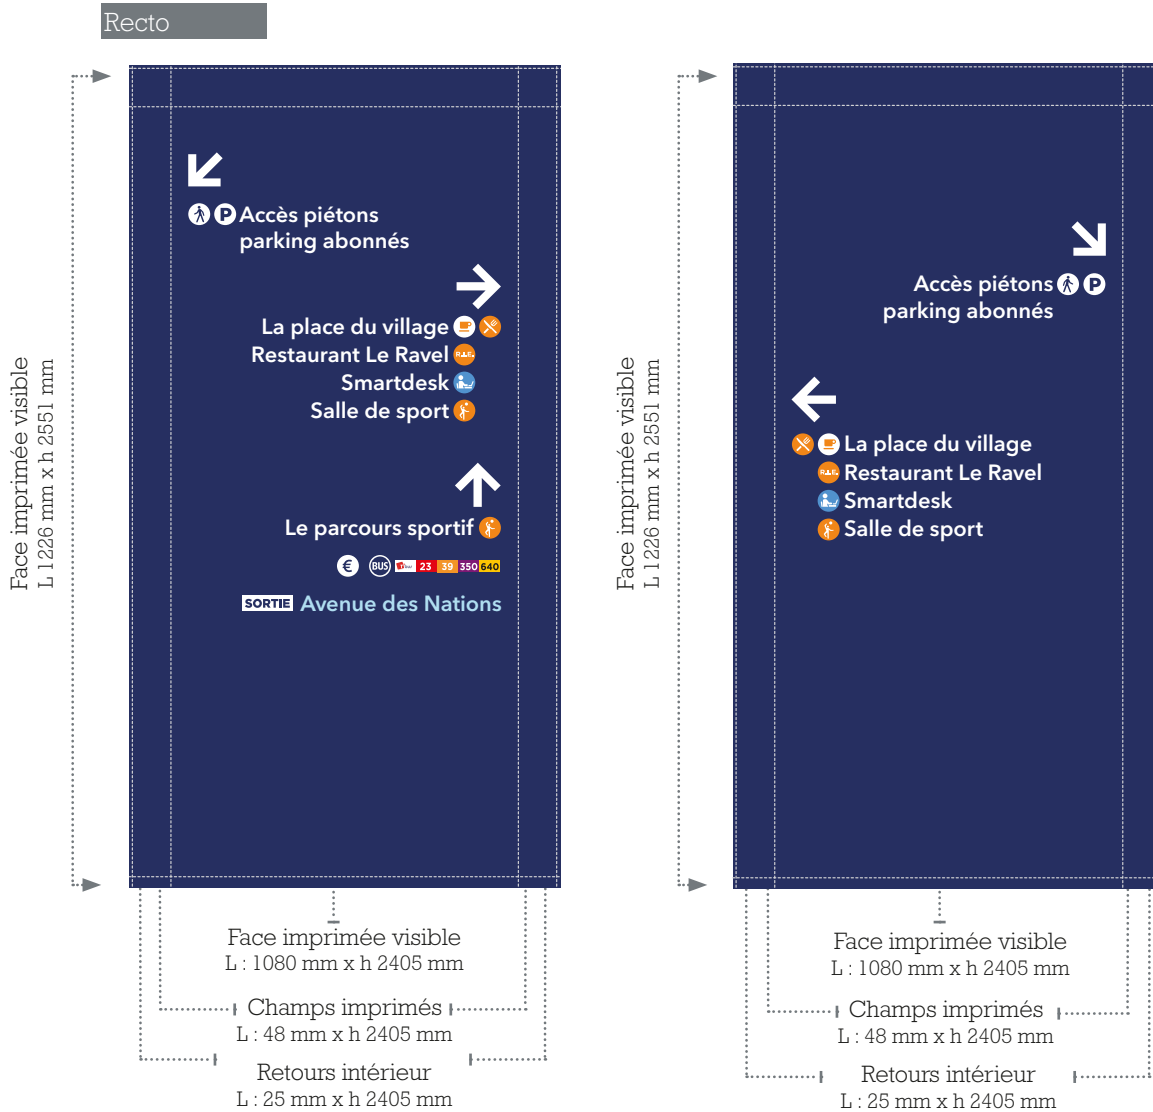 Recto
Face imprimée visible
L 1226 mm x h 2551 mm
P Accès piétons
parking abonnés
La place du village
Restaurant Le Ravel R.I.E.
Smartdesk
Salle de sport
Le parcours sportif
€ BUS 23 39 350 640
SORTIE Avenue des Nations
Face imprimée visible
L : 1080 mm x h 2405 mm
Champs imprimés
L : 48 mm x h 2405 mm
Retours intérieur
L : 25 mm x h 2405 mm
Face imprimée visible
L 1226 mm x h 2551 mm
Accès piétons P
parking abonnés
La place du village
R.I.E. Restaurant Le Ravel
Smartdesk
Salle de sport
Face imprimée visible
L : 1080 mm x h 2405 mm
Champs imprimés
L : 48 mm x h 2405 mm
Retours intérieur
L : 25 mm x h 2405 mm